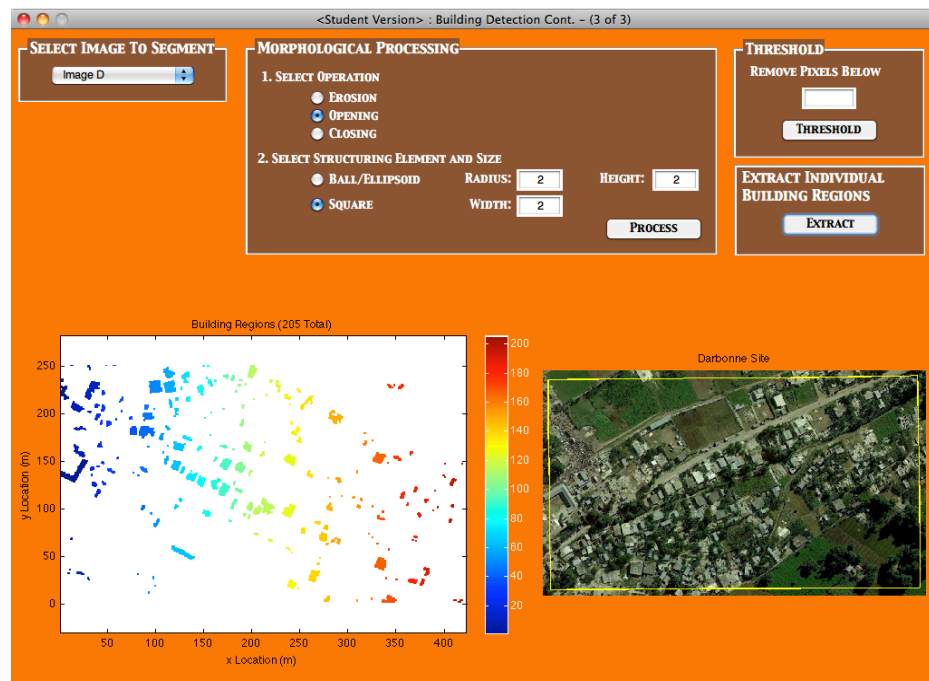 <Student Version> : Building Detection Cont. - (3 of 3)
SELECT IMAGE TO SEGMENT
Image D
MORPHOLOGICAL PROCESSING
1. SELECT OPERATION
EROSION
OPENING
CLOSING
2. SELECT STRUCTURING ELEMENT AND SIZE
BALL/ELLIPSOID RADIUS: 2 HEIGHT: 2
SQUARE WIDTH: 2
PROCESS
THRESHOLD
REMOVE PIXELS BELOW
THRESHOLD
EXTRACT INDIVIDUAL
BUILDING REGIONS
EXTRACT
Building Regions (205 Total)
y Location (m)
250
200
150
100
50
0
50 100 150 200 250 300 350 400
x Location (m)
200
180
160
140
120
100
80
60
40
20
Darbonne Site